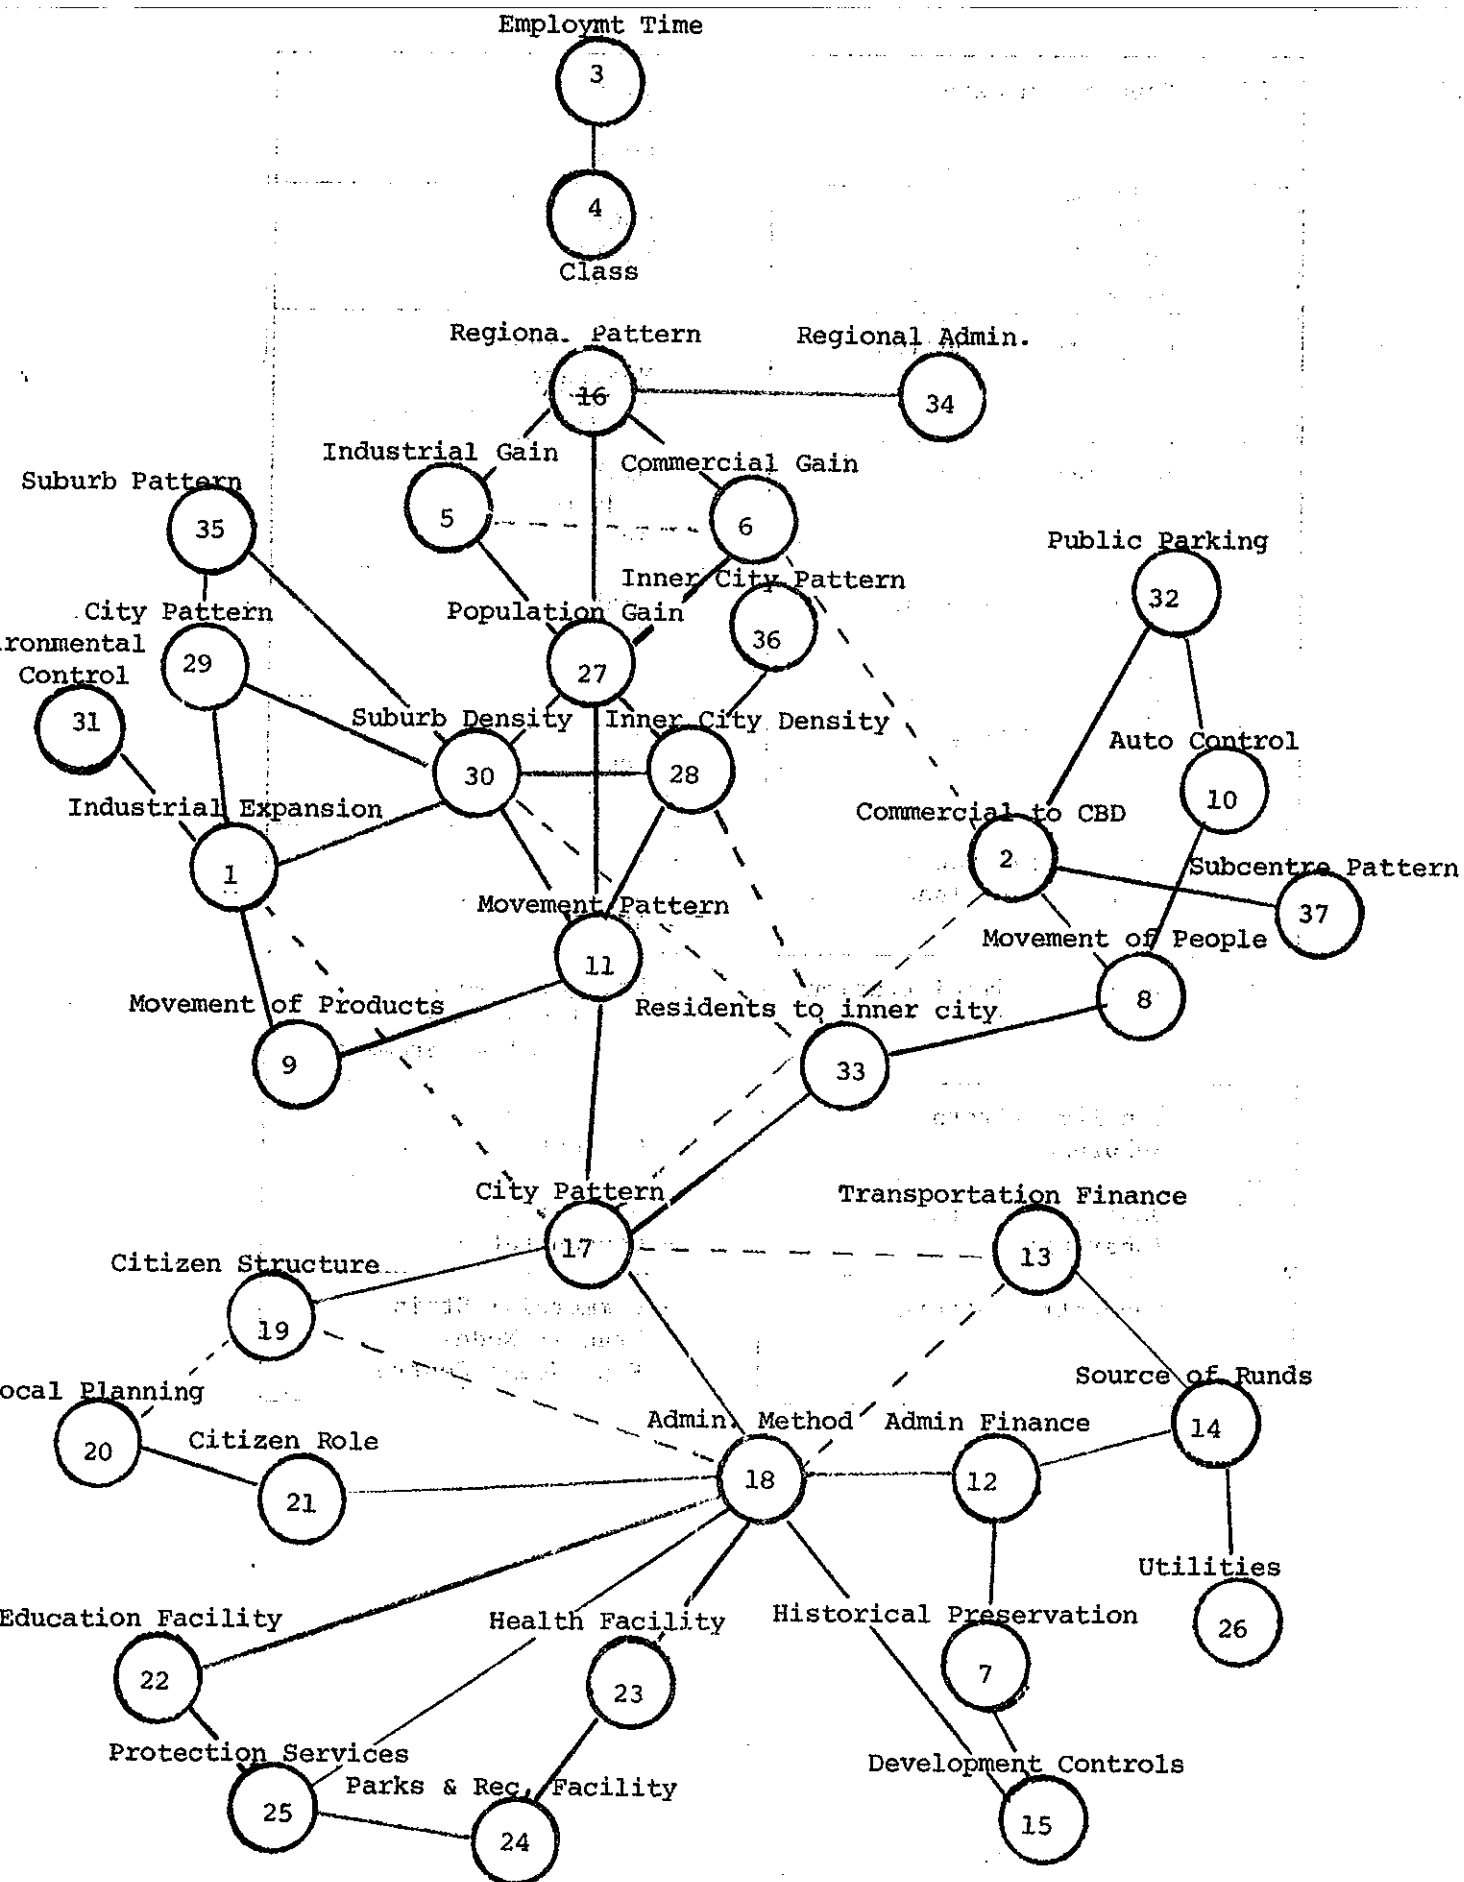 Employmt Time
3
4
Class
Regiona. Pattern
Regional Admin.
16
34
Industrial Gain
Commercial Gain
Suburb Pattern
35
5
6
Public Parking
Inner City Pattern
32
City Pattern
Population Gain
36
ronmental
Control
29
27
31
Suburb Density
Inner City Density
Auto Control
30
28
10
Industrial Expansion
Commercial to CBD
1
2
Subcentre Pattern
37
Movement Pattern
Movement of People
11
8
Movement of Products
Residents to inner city
9
33
City Pattern
Transportation Finance
17
13
Citizen Structure
19
Source of Runds
ocal Planning
Admin. Method
Admin Finance
14
20
Citizen Role
18
12
21
Utilities
Education Facility
Health Facility
Historical Preservation
26
22
23
7
Protection Services
Development Controls
Parks & Rec. Facility
25
24
15